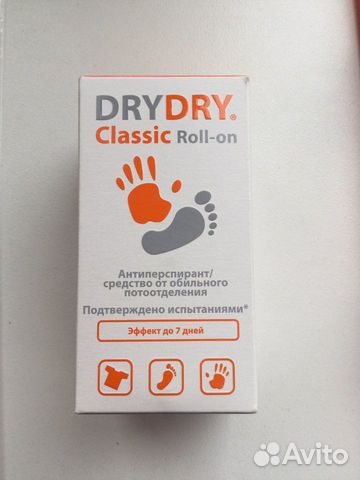 DRYDRY®
Classic Roll-on
Антиперспирант/
средство от обильного
потоотделения
Подтверждено испытаниями*
Эффект до 7 дней
Avito